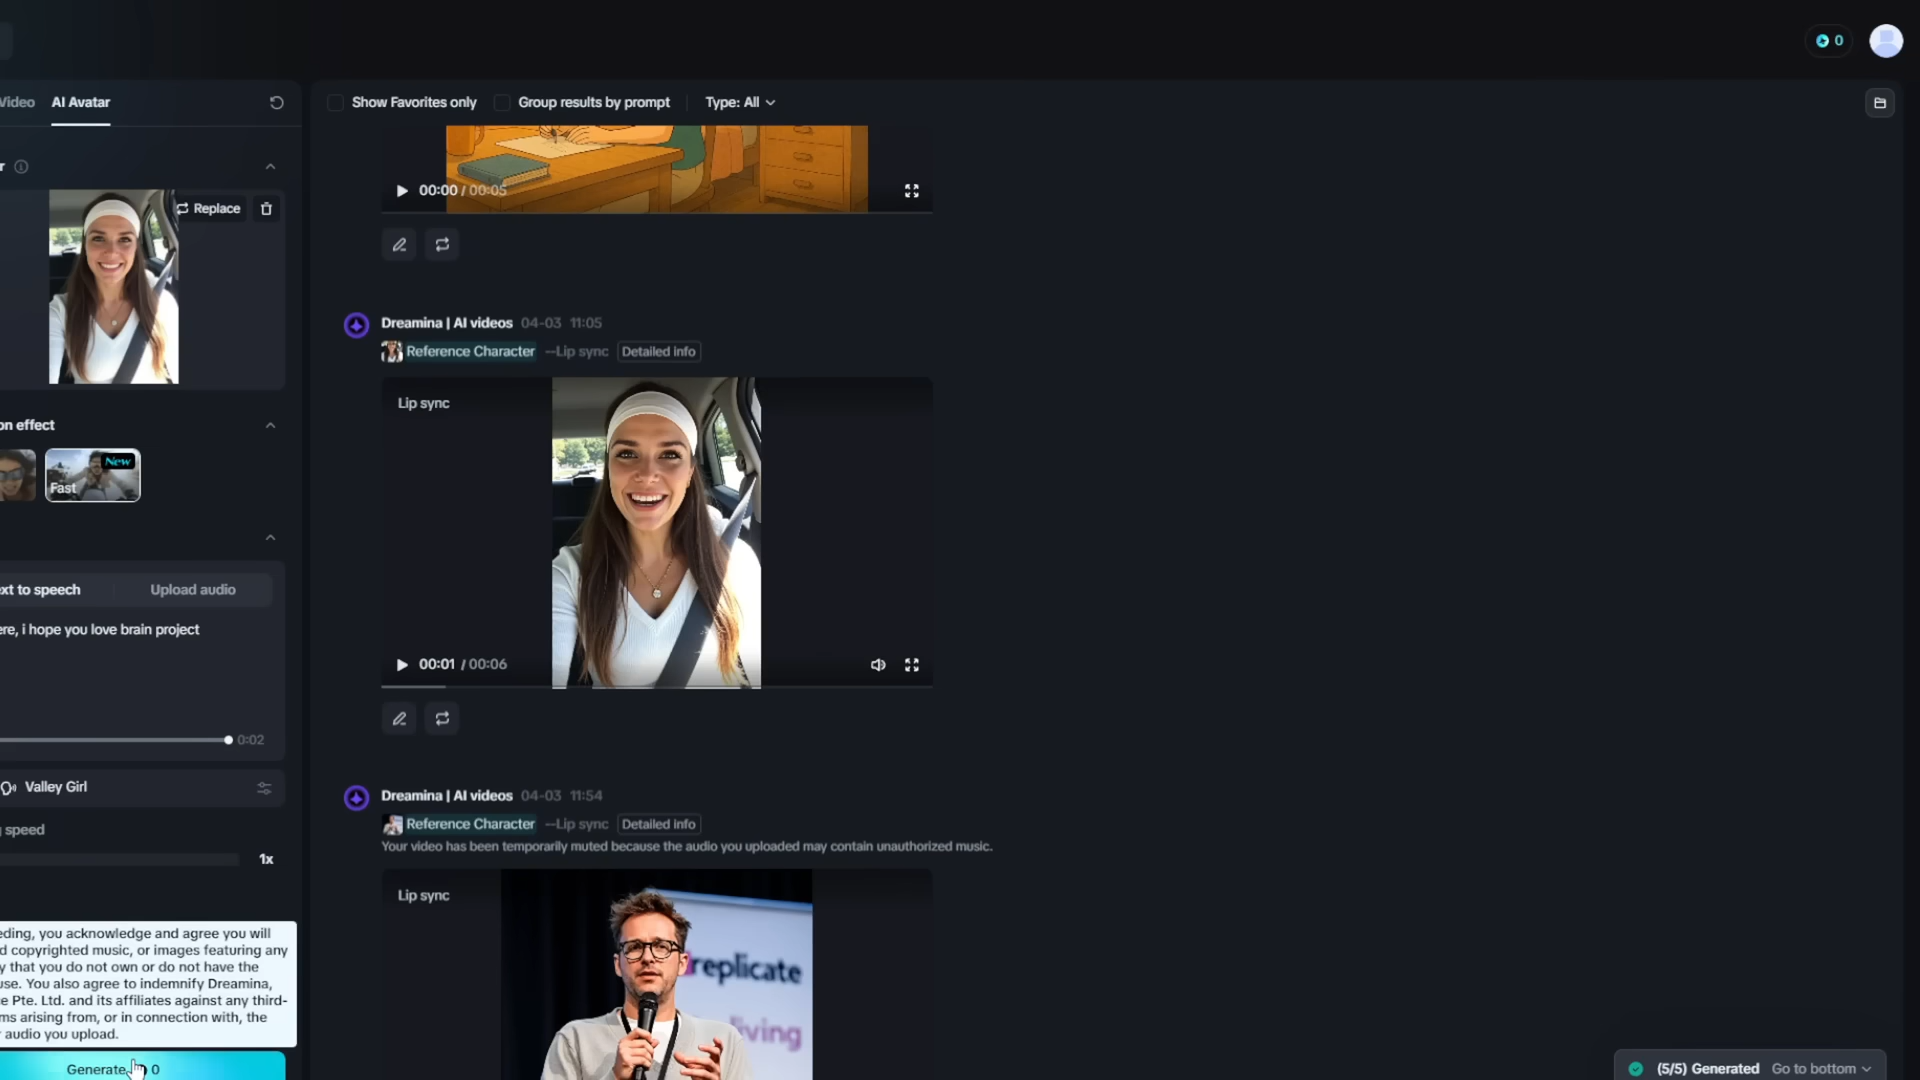 0
Video AI Avatar
Show Favorites only Group results by prompt Type: All
r
Replace
00:00 / 00:05
Dreamina | AI videos 04-03 11:05
Reference Character --Lip sync Detailed info
Lip sync
on effect
New
Fast
ext to speech Upload audio
ere, i hope you love brain project
00:01 / 00:06
0:02
Valley Girl
speed
1x
Dreamina | AI videos 04-03 11:54
Reference Character --Lip sync Detailed info
Your video has been temporarily muted because the audio you uploaded may contain unauthorized music.
Lip sync
replicate
living
eding, you acknowledge and agree you will
d copyrighted music, or images featuring any
y that you do not own or do not have the
use. You also agree to indemnify Dreamina,
e Pte. Ltd. and its affiliates against any third-
ms arising from, or in connection with, the
audio you upload.
Generate 0
(5/5) Generated Go to bottom